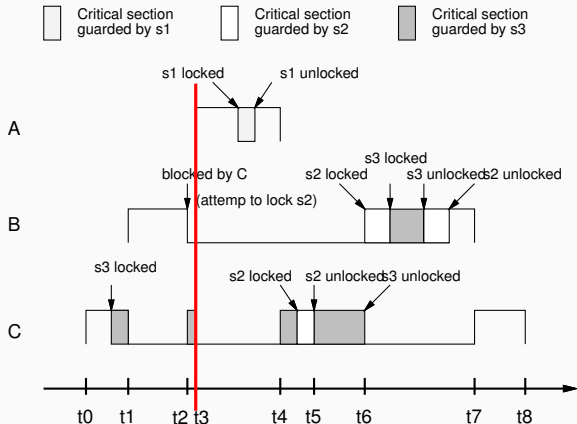 Critical section
guarded by s1
Critical section
guarded by s2
Critical section
guarded by s3
s1 locked
s1 unlocked
A
blocked by C
(attemp to lock s2)
s2 locked
s3 locked
s3 unlocked
s2 unlocked
B
s3 locked
s2 locked
s2 unlocked
s3 unlocked
C
t0 t1 t2 t3 t4 t5 t6 t7 t8